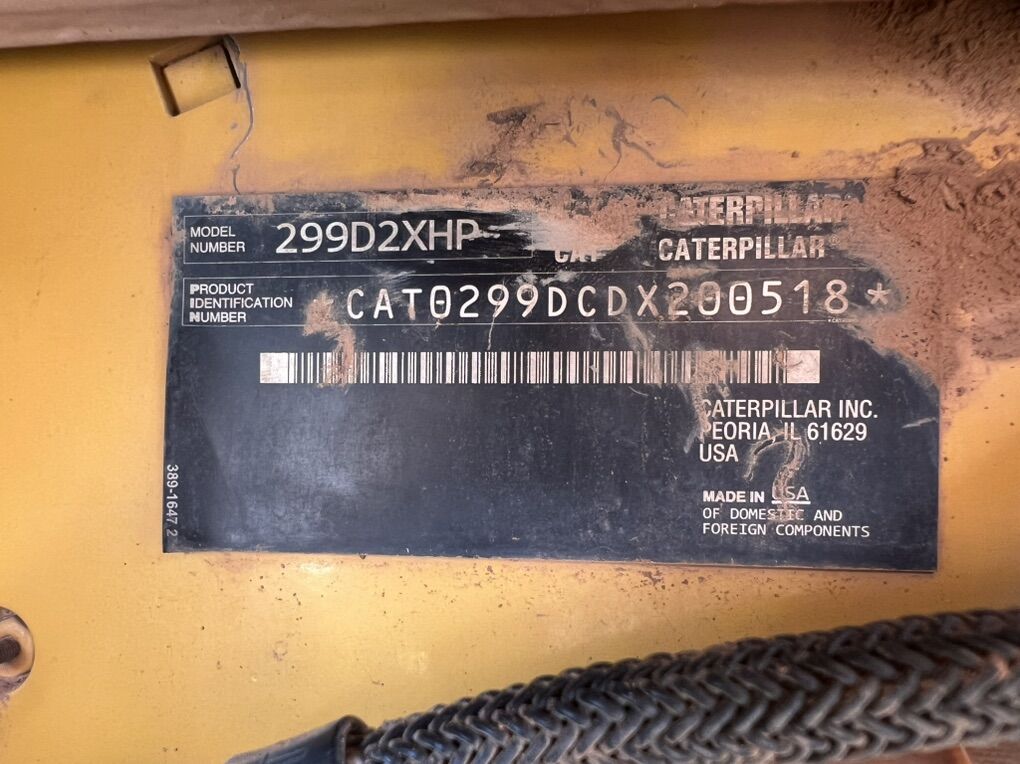 CATERPILLAR
MODEL NUMBER 299D2XHP
CATERPILLAR®
PRODUCT IDENTIFICATION NUMBER *CAT0299DCDX200518*
CATERPILLAR INC.
PEORIA, IL 61629
USA
389-1647 2
MADE IN USA
OF DOMESTIC AND
FOREIGN COMPONENTS